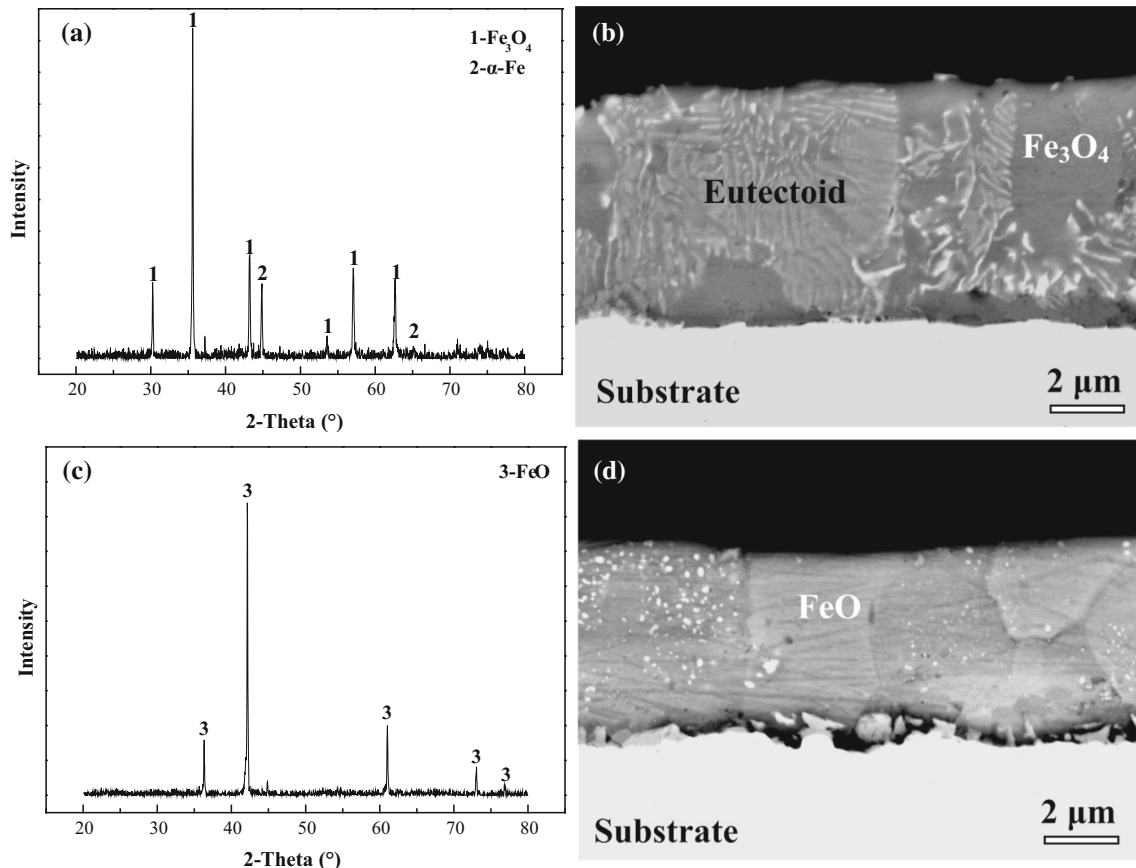 (a)
1-Fe₃O₄
2-α-Fe
1
1
1
2
1
1
1
2
Intensity
20 30 40 50 60 70 80
2-Theta (°)
(b)
Fe₃O₄
Eutectoid
Substrate
2 μm
(c)
3-FeO
3
3
3
3
3
Intensity
20 30 40 50 60 70 80
2-Theta (°)
(d)
FeO
Substrate
2 μm